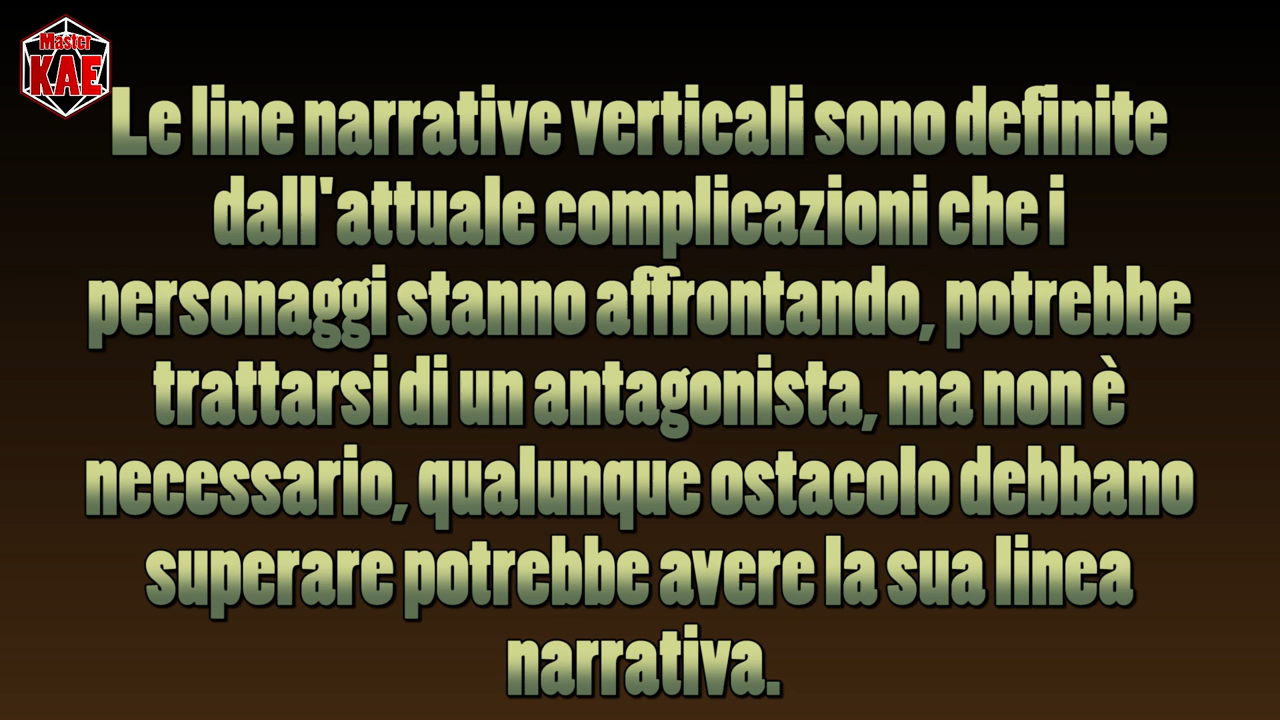 Master
KAE
Le line narrative verticali sono definite
dall'attuale complicazioni che i
personaggi stanno affrontando, potrebbe
trattarsi di un antagonista, ma non è
necessario, qualunque ostacolo debbano
superare potrebbe avere la sua linea
narrativa.